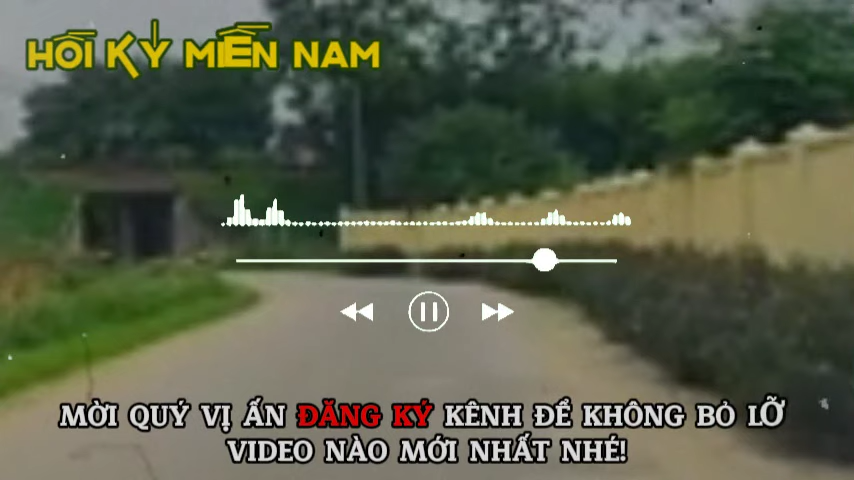 HỒI KÝ MIỀN NAM
MỜI QUÝ VỊ ẤN ĐĂNG KÝ KÊNH ĐỂ KHÔNG BỎ LỠ
VIDEO NÀO MỚI NHẤT NHÉ!